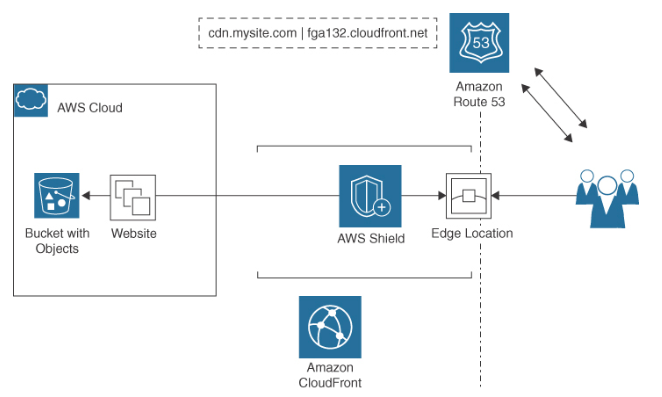 cdn.mysite.com | fga132.cloudfront.net
53
Amazon
Route 53
AWS Cloud
Bucket with
Objects
Website
AWS Shield
Edge Location
Amazon
CloudFront